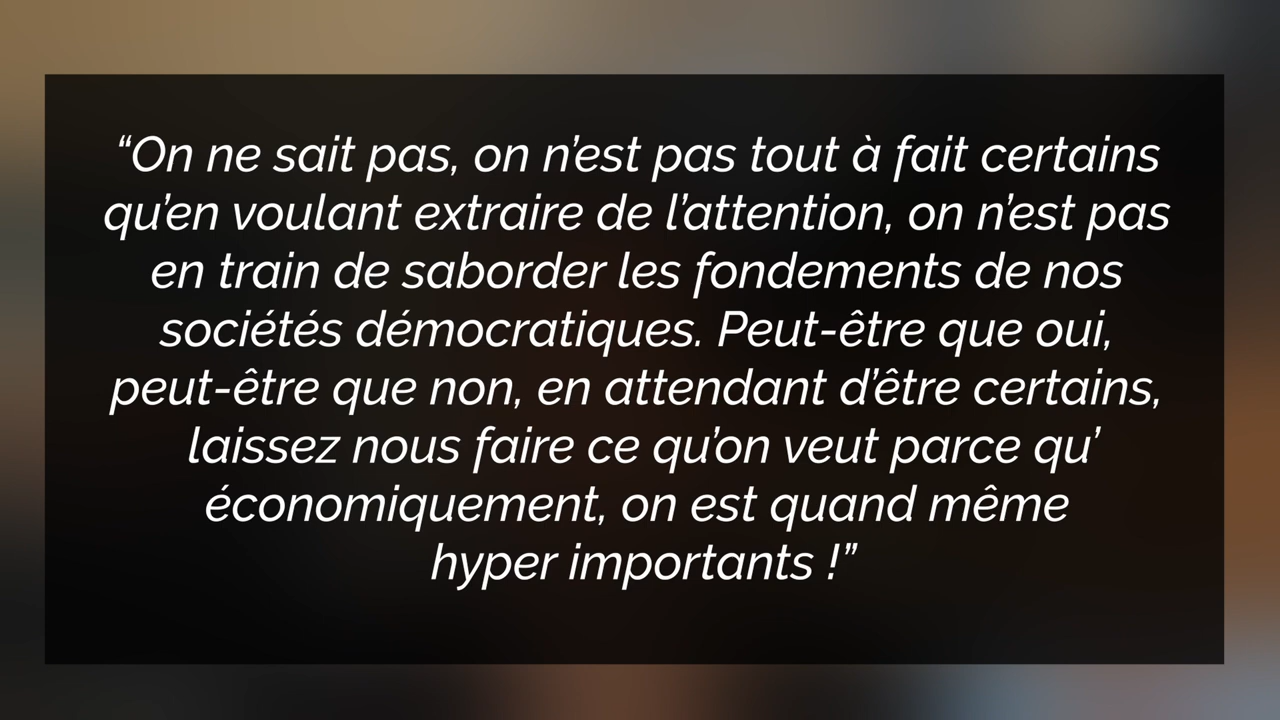 “On ne sait pas, on n’est pas tout à fait certains
qu’en voulant extraire de l’attention, on n’est pas
en train de saborder les fondements de nos
sociétés démocratiques. Peut-être que oui,
peut-être que non, en attendant d’être certains,
laissez nous faire ce qu’on veut parce qu’
économiquement, on est quand même
hyper importants !”